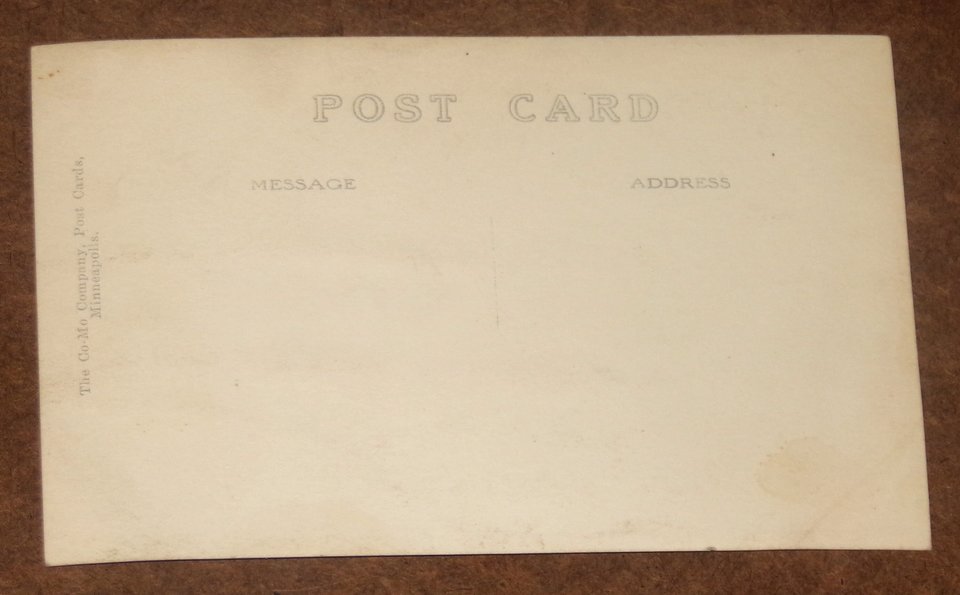 POST CARD
MESSAGE
ADDRESS
The Co-Mo Company, Post Cards,
Minneapolis.